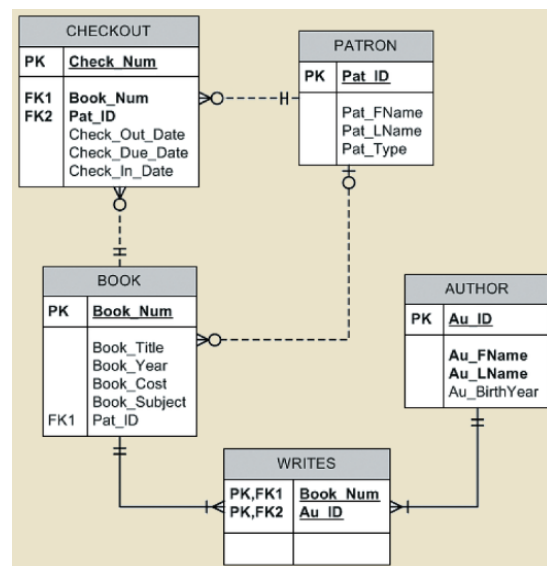 CHECKOUT
PK Check_Num
FK1 Book_Num
FK2 Pat_ID
Check_Out_Date
Check_Due_Date
Check_In_Date
PATRON
PK Pat_ID
Pat_FName
Pat_LName
Pat_Type
BOOK
PK Book_Num
Book_Title
Book_Year
Book_Cost
Book_Subject
FK1 Pat_ID
AUTHOR
PK Au_ID
Au_FName
Au_LName
Au_BirthYear
WRITES
PK,FK1 Book_Num
PK,FK2 Au_ID